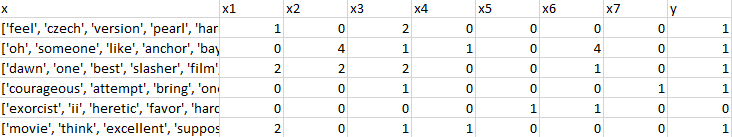 x x1 x2 x3 x4 x5 x6 x7 y
['feel', 'czech', 'version', 'pearl', 'har 1 0 2 0 0 0 0 1
['oh', 'someone', 'like', 'anchor', 'bay 0 4 1 1 0 4 0 1
['dawn', 'one', 'best', 'slasher', 'film', 2 2 2 0 0 1 0 1
['courageous', 'attempt', 'bring', 'one 0 0 1 0 0 0 1 1
['exorcist', 'ii', 'heretic', 'favor', 'hard 0 0 0 0 1 1 0 0
['movie', 'think', 'excellent', 'suppos 2 0 1 1 0 0 0 1